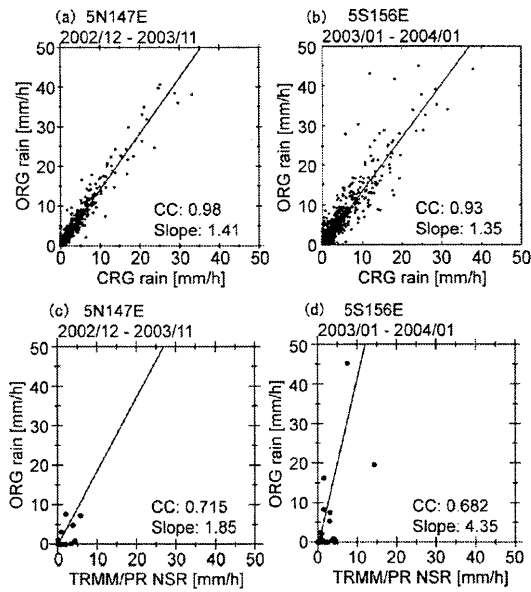 (a) 5N147E
2002/12 - 2003/11
50
40
30
20
10
0
ORG rain [mm/h]
CC: 0.98
Slope: 1.41
0 10 20 30 40 50
CRG rain [mm/h]
(b) 5S156E
2003/01 - 2004/01
50
40
30
20
10
0
ORG rain [mm/h]
CC: 0.93
Slope: 1.35
0 10 20 30 40 50
CRG rain [mm/h]
(c) 5N147E
2002/12 - 2003/11
50
40
30
20
10
0
ORG rain [mm/h]
CC: 0.715
Slope: 1.85
0 10 20 30 40 50
TRMM/PR NSR [mm/h]
(d) 5S156E
2003/01 - 2004/01
50
40
30
20
10
0
ORG rain [mm/h]
CC: 0.682
Slope: 4.35
0 10 20 30 40 50
TRMM/PR NSR [mm/h]